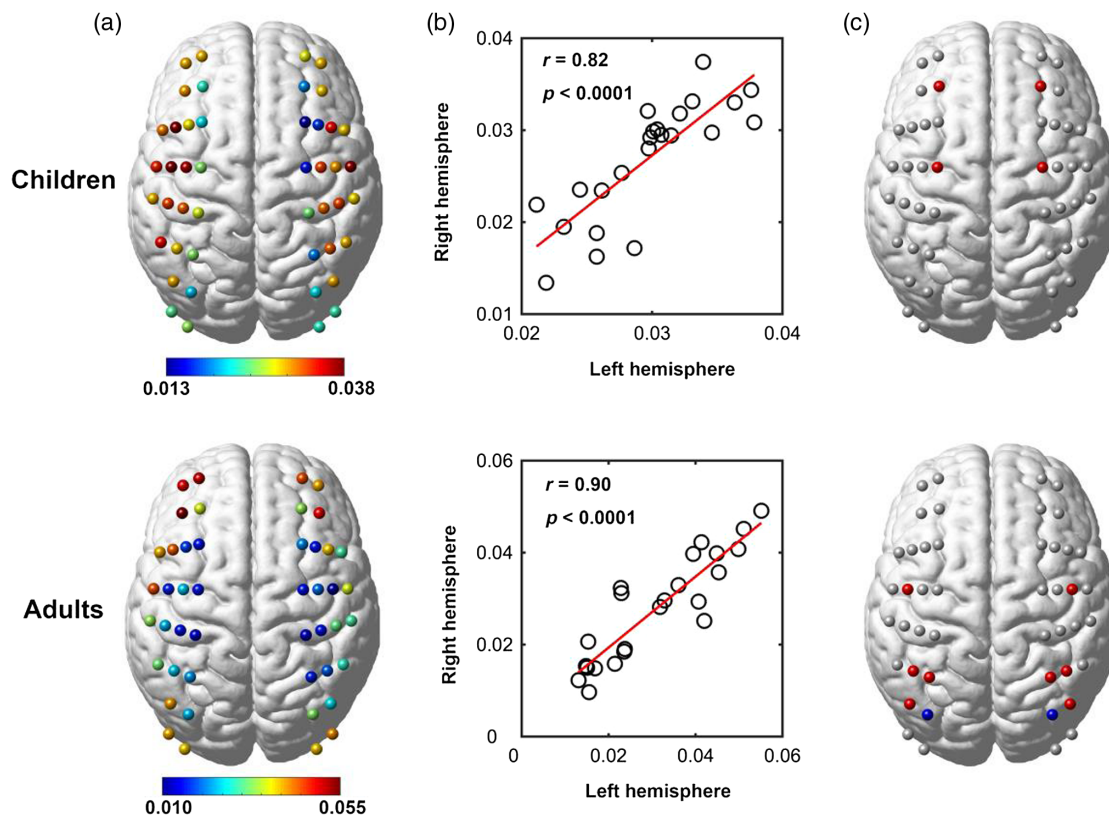 (a)
(b)
(c)
Children
0.013
0.038
0.04
0.03
0.02
0.01
Right hemisphere
r = 0.82
p < 0.0001
0.02
0.03
0.04
Left hemisphere
Adults
0.010
0.055
0.06
0.04
0.02
0
Right hemisphere
r = 0.90
p < 0.0001
0
0.02
0.04
0.06
Left hemisphere